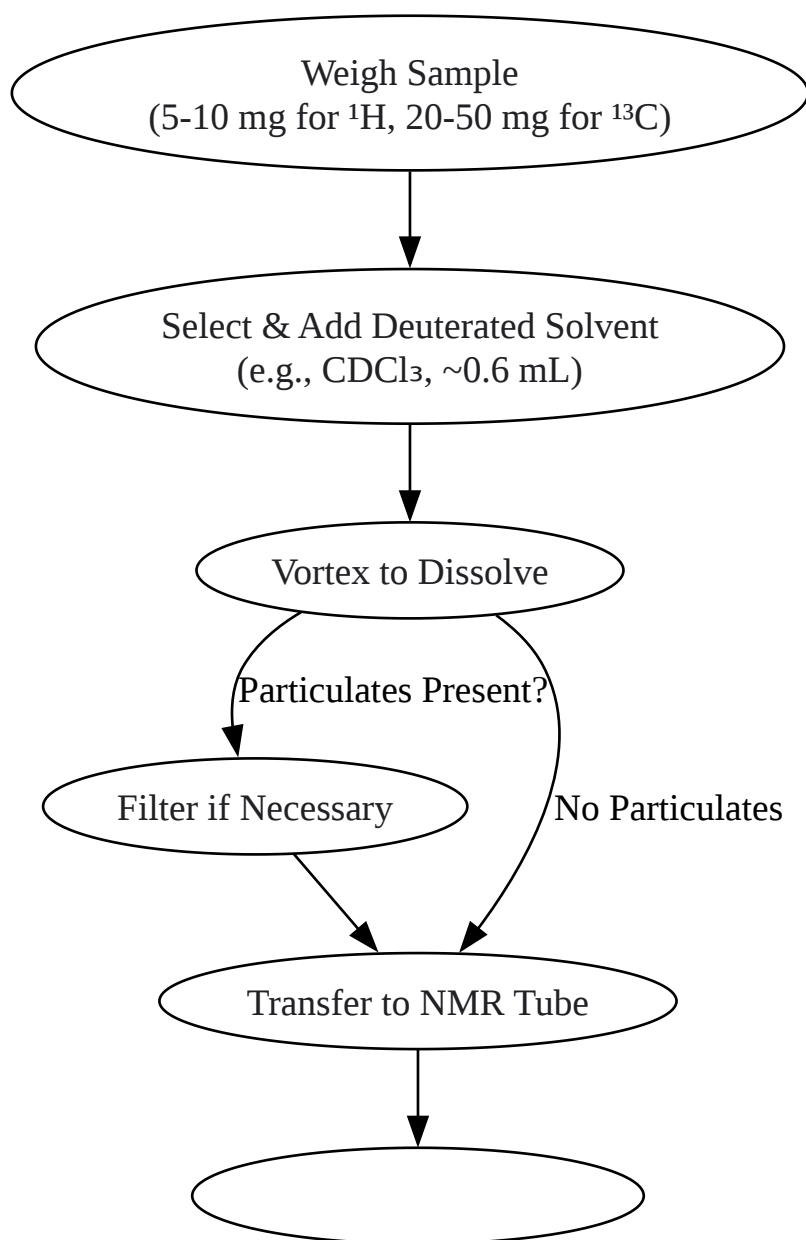 Weigh Sample
(5-10 mg for ¹H, 20-50 mg for ¹³C)
Select & Add Deuterated Solvent
(e.g., CDCl₃, ~0.6 mL)
Vortex to Dissolve
Particulates Present?
Filter if Necessary
No Particulates
Transfer to NMR Tube